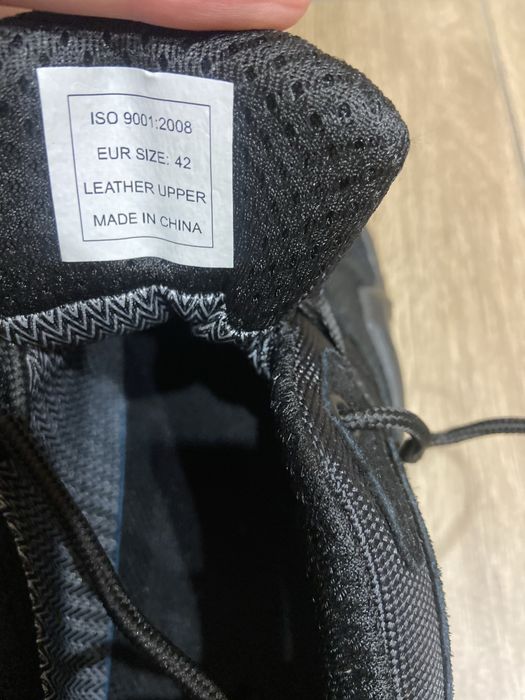 ISO 9001:2008
EUR SIZE: 42
LEATHER UPPER
MADE IN CHINA